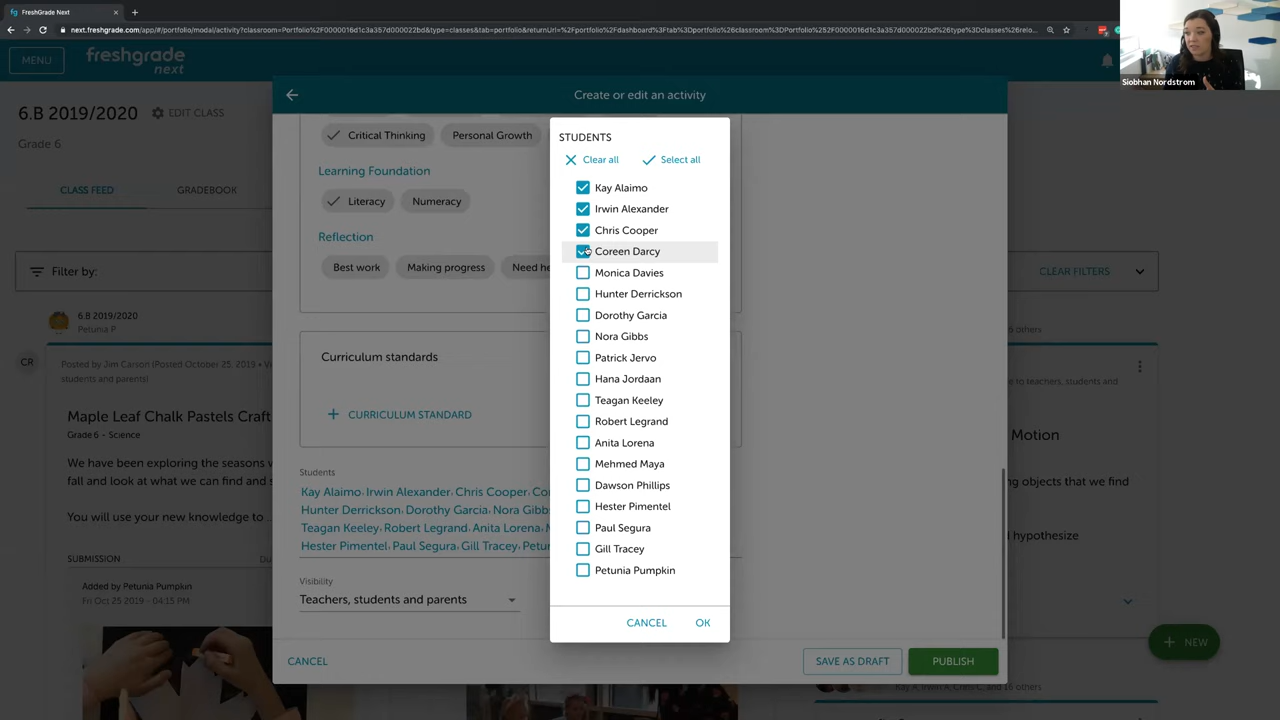 FreshGrade Next
next.freshgrade.com/app/#/portfolio/modal/activity?classroom=Portfolio%2F0000016d1c3a357d000022bd&type=classes&tab=portfolio&returnUrl=%2Fportfolio%2Fdashboard%3Ftab%3Dportfolio%26classroom%3DPortfolio%252F0000016d1c3a357d000022bd%26type%3Dclasses%26relo...
Siobhan Nordstrom
MENU
freshgrade
next
Create or edit an activity
6.B 2019/2020
EDIT CLASS
Grade 6
CLASS FEED
GRADEBOOK
Filter by:
CLEAR FILTERS
6.B 2019/2020
Petunia P
CR
Posted by Jim Carson (Posted October 25, 2019 • Vi
students and parents)
Maple Leaf Chalk Pastels Craft
Grade 6 - Science
We have been exploring the seasons
fall and look at what we can find and s
You will use your new knowledge to ...
SUBMISSION
Added by Petunia Pumpkin
Fri Oct 25 2019 - 04:15 PM
Critical Thinking
Personal Growth
Learning Foundation
Literacy
Numeracy
Reflection
Best work
Making progress
Need he
Curriculum standards
CURRICULUM STANDARD
Students
Kay Alaimo, Irwin Alexander, Chris Cooper, Co
Hunter Derrickson, Dorothy Garcia, Nora Gibbs
Teagan Keeley, Robert Legrand, Anita Lorena,
Hester Pimentel, Paul Segura, Gill Tracey, Petun
Visibility
Teachers, students and parents
CANCEL
SAVE AS DRAFT
PUBLISH
STUDENTS
Clear all
Select all
Kay Alaimo
Irwin Alexander
Chris Cooper
Coreen Darcy
Monica Davies
Hunter Derrickson
Dorothy Garcia
Nora Gibbs
Patrick Jervo
Hana Jordaan
Teagan Keeley
Robert Legrand
Anita Lorena
Mehmed Maya
Dawson Phillips
Hester Pimentel
Paul Segura
Gill Tracey
Petunia Pumpkin
CANCEL
OK
others
to teachers, students and
Motion
ng objects that we find
hypothesize
NEW
Kay A, Irwin A, Chris C, and 16 others